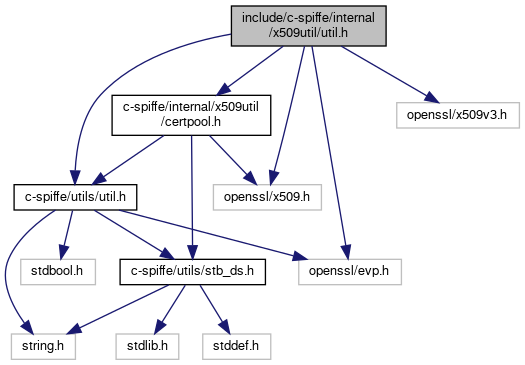 include/c-spiffe/internal
/x509util/util.h
c-spiffe/internal/x509util
/certpool.h
openssl/x509v3.h
c-spiffe/utils/util.h
openssl/x509.h
stdbool.h
c-spiffe/utils/stb_ds.h
openssl/evp.h
string.h
stdlib.h
stddef.h